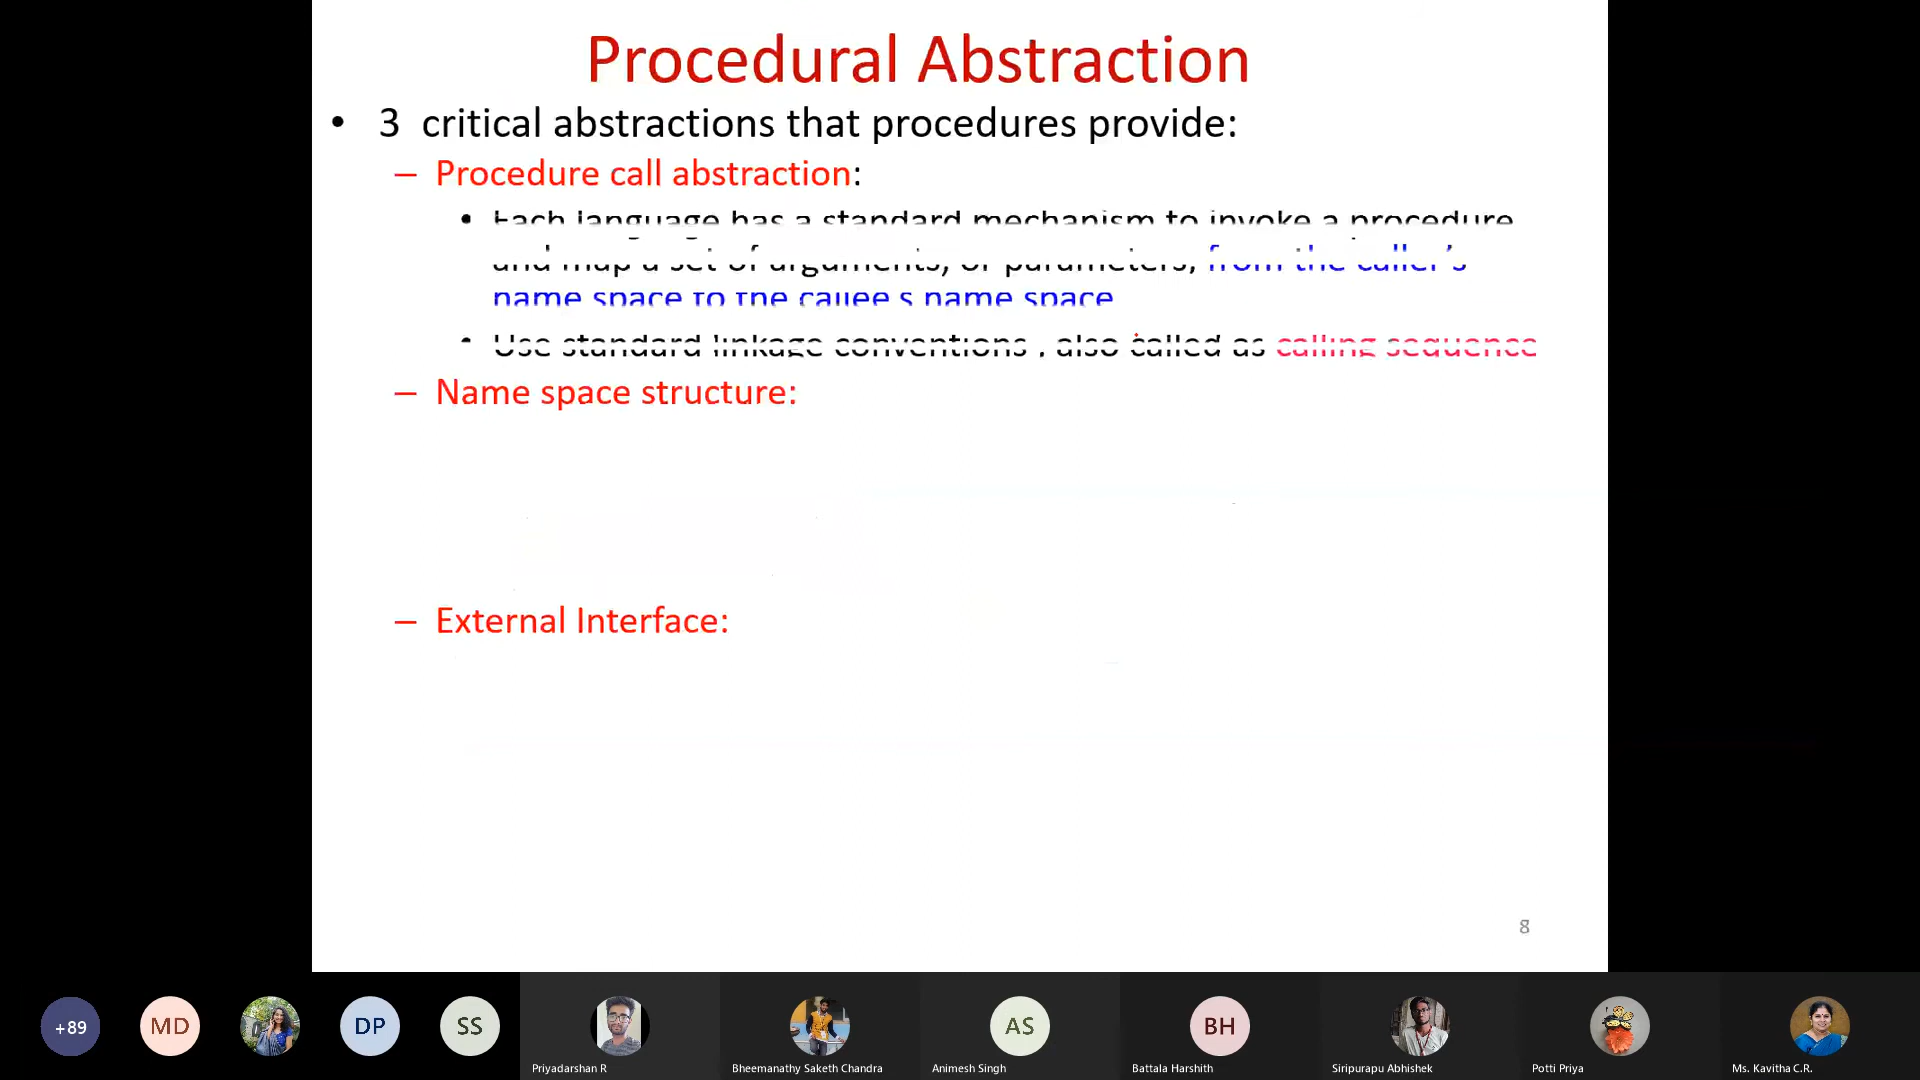 Procedural Abstraction
• 3 critical abstractions that procedures provide:
– Procedure call abstraction:
• Each language has a standard mechanism to invoke a procedure
and map a set of arguments, or parameters, from the caller’s
name space to the callee’s name space
• Use standard linkage conventions , also called as calling sequence
– Name space structure:
– External Interface:
8
+89
MD
DP
SS
AS
BH
Priyadarshan R
Bheemanathy Saketh Chandra
Animesh Singh
Battala Harshith
Siripurapu Abhishek
Potti Priya
Ms. Kavitha C.R.